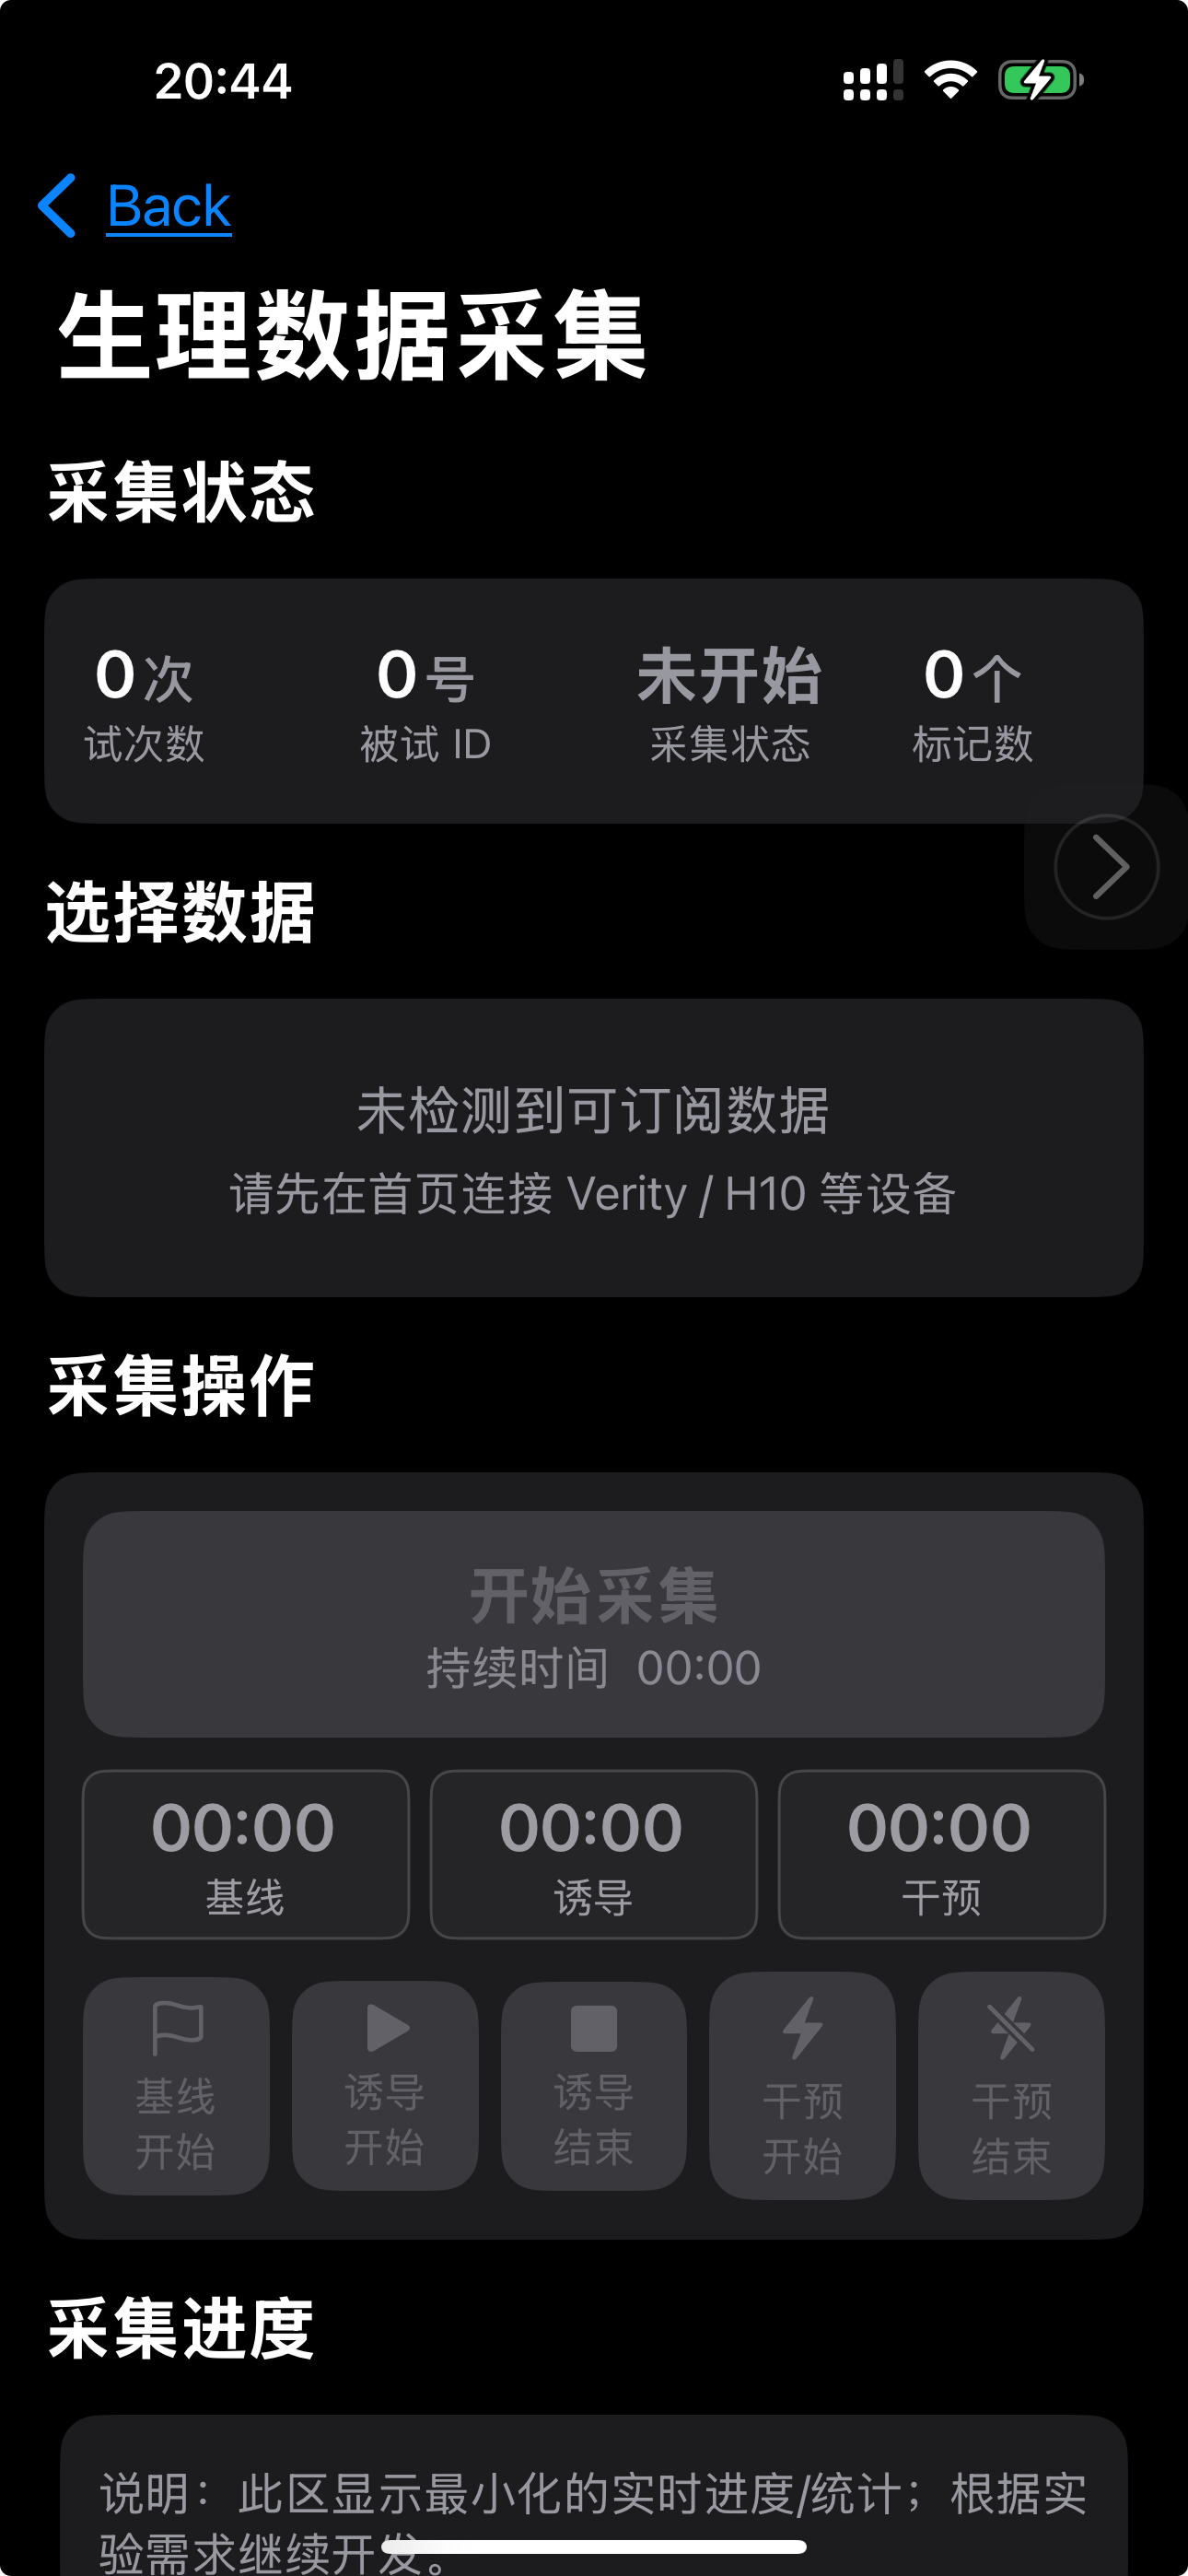 20:44
Back
生理数据采集
采集状态
0次 0号 未开始 0个
试次数 被试 ID 采集状态 标记数
选择数据
未检测到可订阅数据
请先在首页连接 Verity / H10 等设备
采集操作
开始采集
持续时间 00:00
00:00 00:00 00:00
基线 诱导 干预
基线 诱导 诱导 干预 干预
开始 开始 结束 开始 结束
采集进度
说明：此区显示最小化的实时进度/统计；根据实
验需求继续开发。